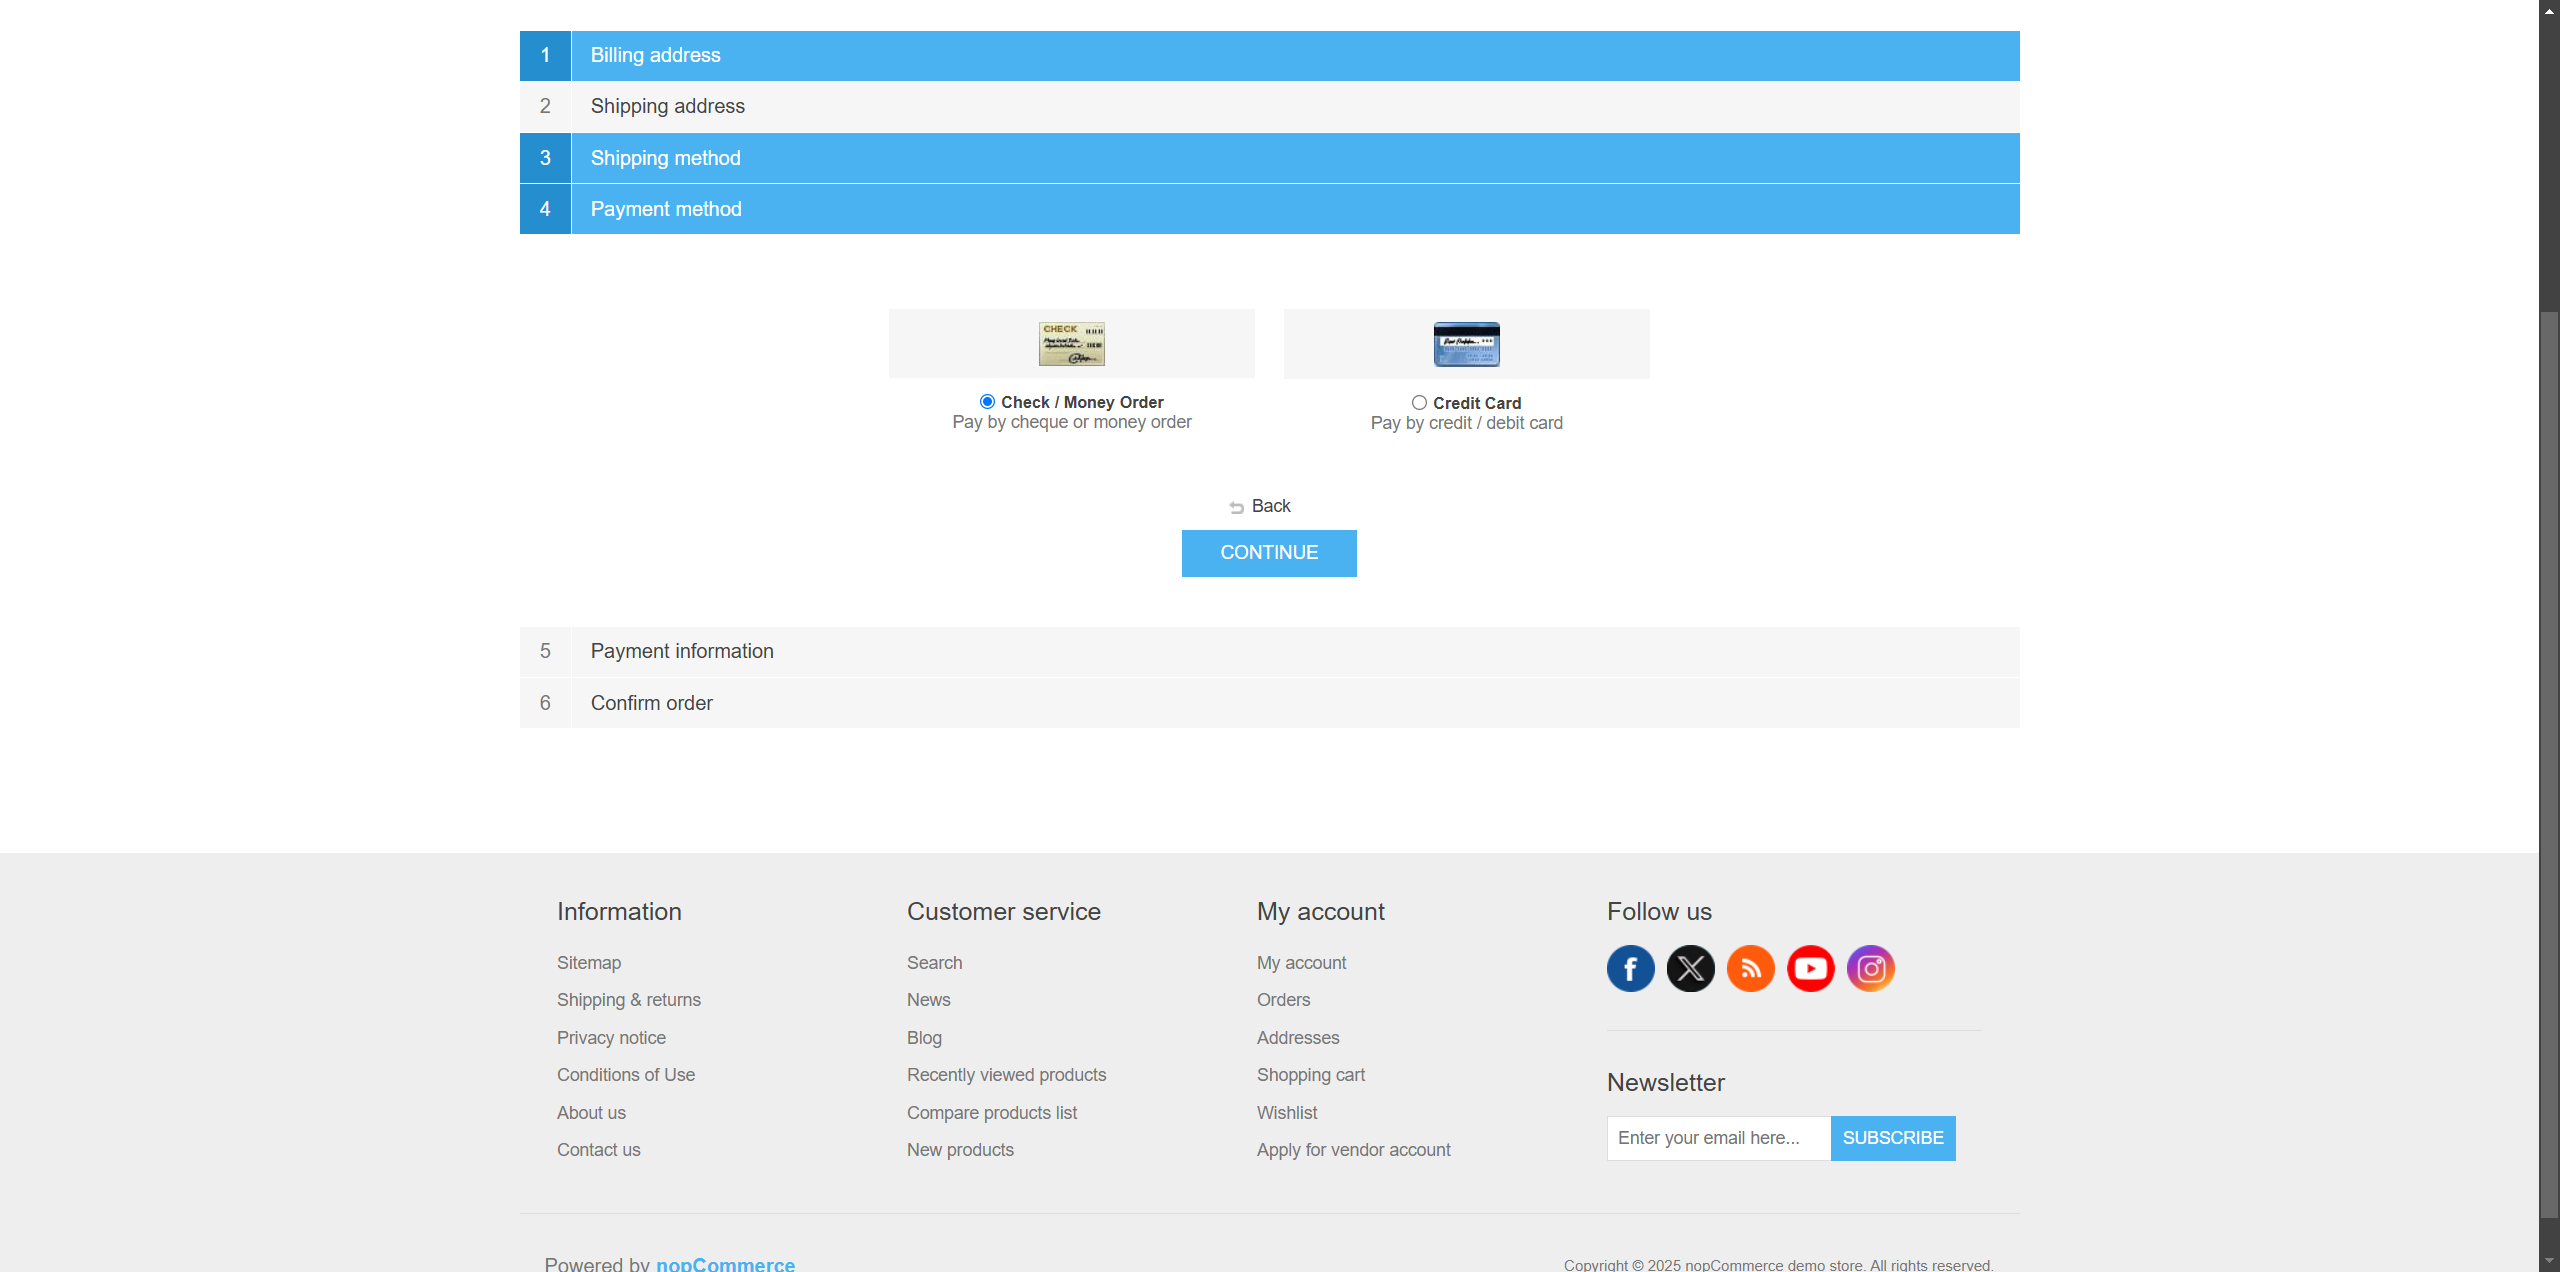 1 Billing address
2 Shipping address
3 Shipping method
4 Payment method
CHECK
Check / Money Order
Pay by cheque or money order
Credit Card
Pay by credit / debit card
Back
CONTINUE
5 Payment information
6 Confirm order
Information
Sitemap
Shipping & returns
Privacy notice
Conditions of Use
About us
Contact us
Customer service
Search
News
Blog
Recently viewed products
Compare products list
New products
My account
My account
Orders
Addresses
Shopping cart
Wishlist
Apply for vendor account
Follow us
Newsletter
Enter your email here...
SUBSCRIBE
Powered by nopCommerce
Copyright © 2025 nopCommerce demo store. All rights reserved.